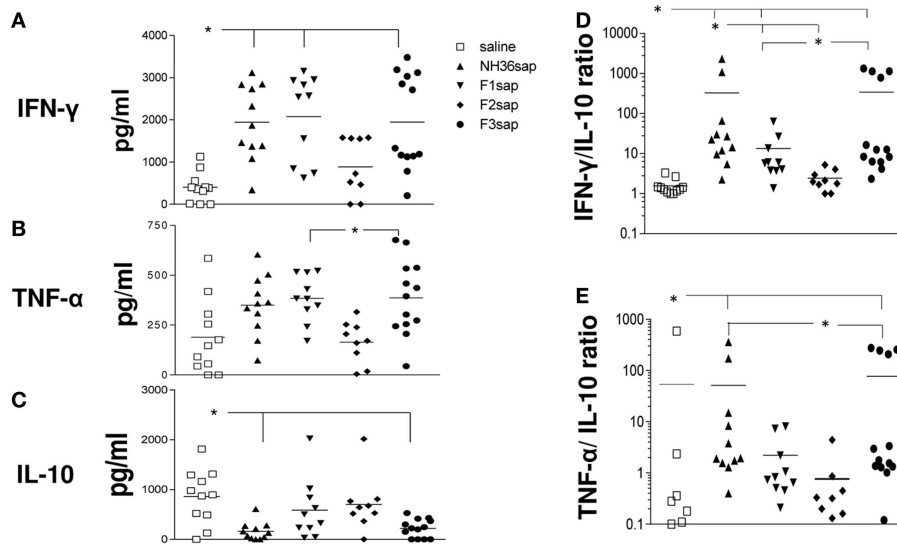 A
IFN-γ
pg/ml
4000
3000
2000
1000
0
*
saline
NH36sap
F1sap
F2sap
F3sap
B
TNF-α
pg/ml
750
500
250
0
*
C
IL-10
pg/ml
3000
2000
1000
0
*
D
IFN-γ/IL-10 ratio
1000
100
10
1
0.1
*
*
*
E
TNF-α/ IL-10 ratio
1000
100
10
1
0.1
*
*